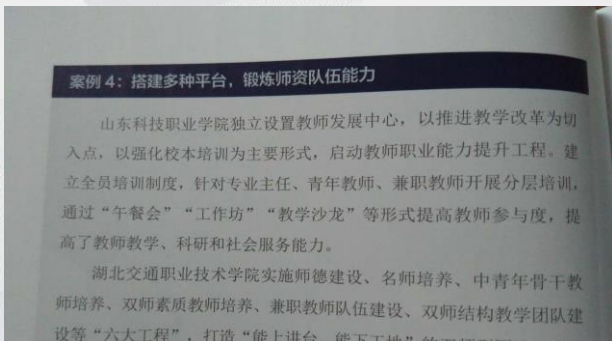 案例 4：搭建多种平台，锻炼师资队伍能力
山东科技职业学院独立设置教师发展中心，以推进教学改革为切
入点，以强化校本培训为主要形式，启动教师职业能力提升工程。建
立全员培训制度，针对专业主任、青年教师、兼职教师开展分层培训，
通过“午餐会”“工作坊”“教学沙龙”等形式提高教师参与度，提
高了教师教学、科研和社会服务能力。
湖北交通职业技术学院实施师德建设、名师培养、中青年骨干教
师培养、双师素质教师培养、兼职教师队伍建设、双师结构教学团队建
设等“六大工程”，打造“能上讲台、能下工地”的